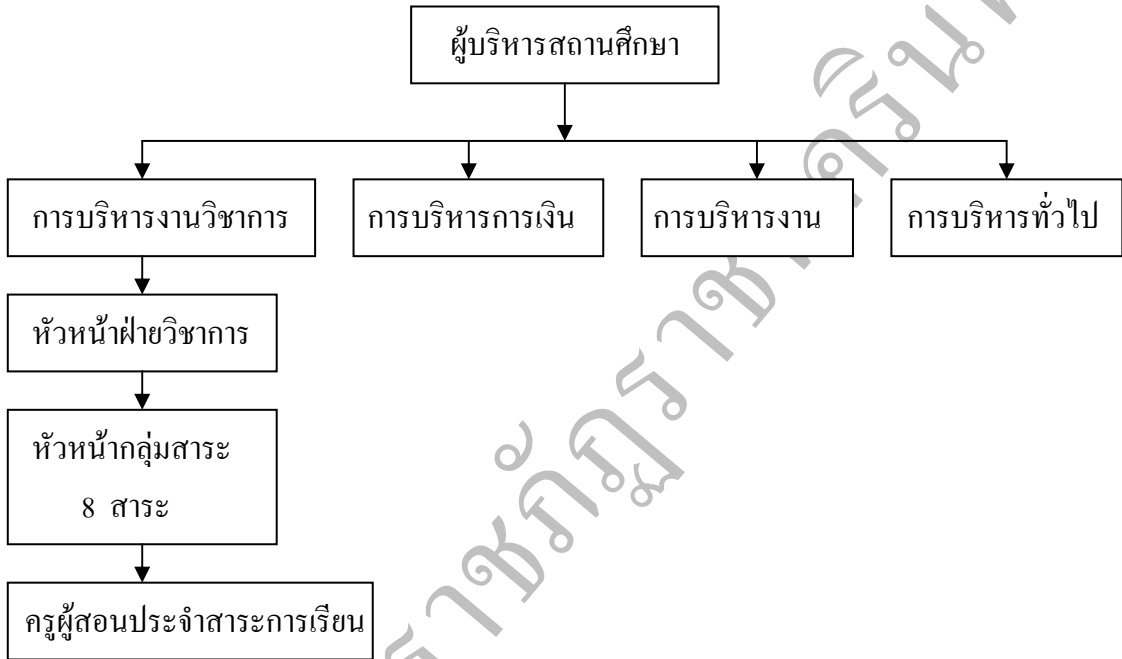 ผู้บริหารสถานศึกษา
การบริหารงานวิชาการ
การบริหารการเงิน
การบริหารงาน
การบริหารทั่วไป
หัวหน้าฝ่ายวิชาการ
หัวหน้ากลุ่มสาระ
8 สาระ
ครูผู้สอนประจำสาระการเรียน